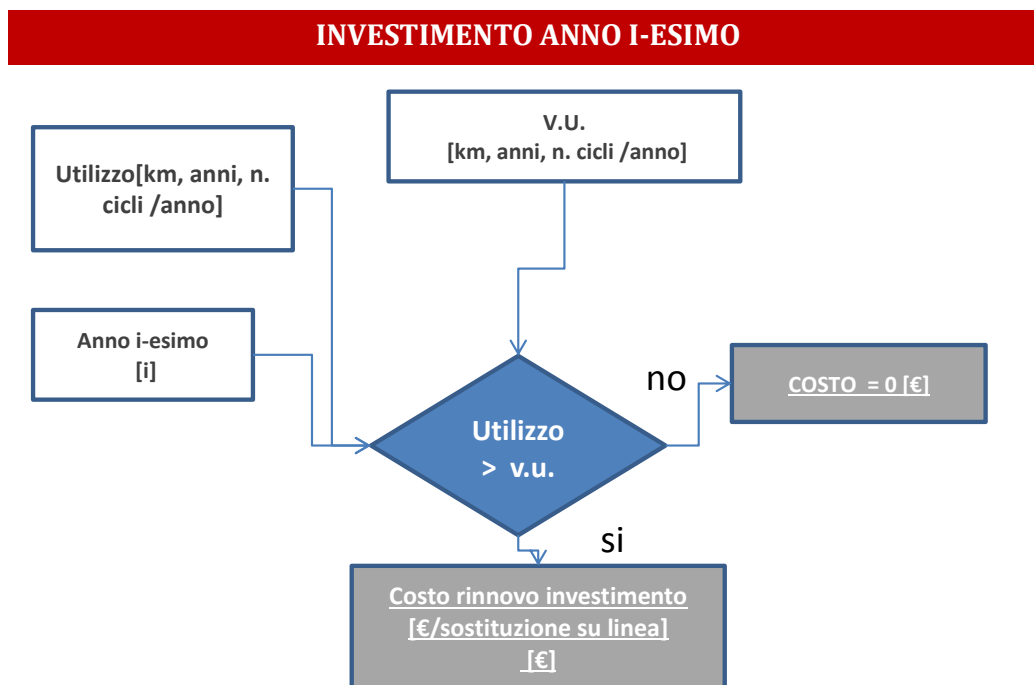 INVESTIMENTO ANNO I-ESIMO
V.U.
[km, anni, n. cicli /anno]
Utilizzo[km, anni, n.
cicli /anno]
Anno i-esimo
[i]
no
COSTO = 0 [€]
Utilizzo
> v.u.
si
Costo rinnovo investimento
[€/sostituzione su linea]
[€]